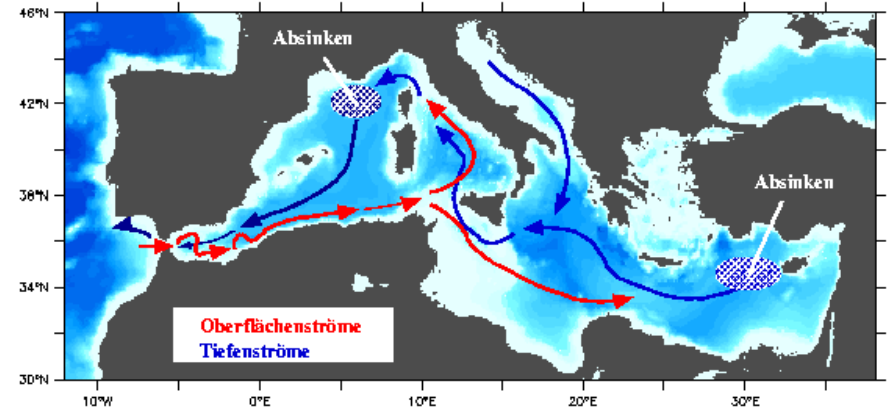 46°N
Absinken
42°N
38°N
Absinken
34°N
Oberflächenströme
Tiefenströme
30°N
10°W
0°E
10°E
20°E
30°E